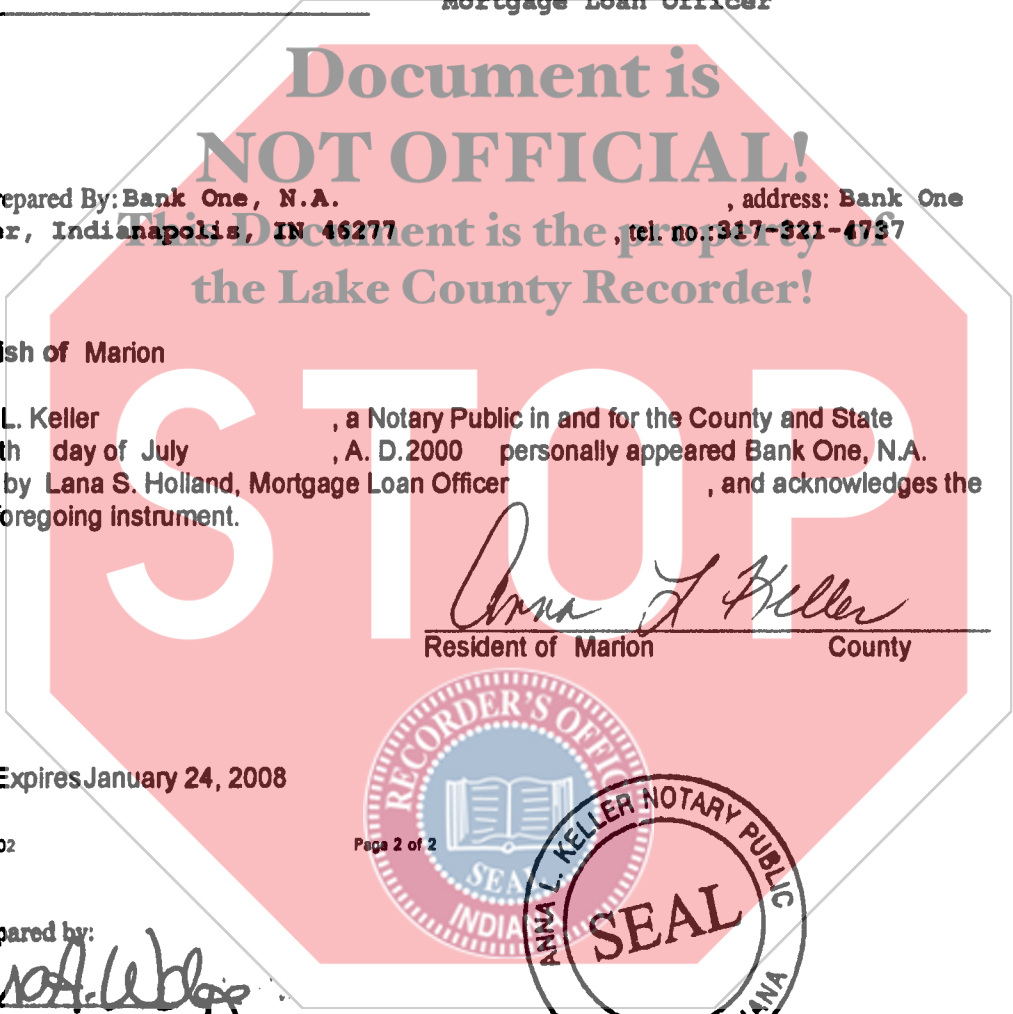 Mortgage Loan Officer
Document is
NOT OFFICIAL!
epared By: Bank One, N.A. , address: Bank One
This Document is the property of
r, Indianapolis, IN 46277 , tel. no.:317-321-4737
the Lake County Recorder!
ish of Marion
STOP
L. Keller , a Notary Public in and for the County and State
th day of July , A. D.2000 personally appeared Bank One, N.A.
by Lana S. Holland, Mortgage Loan Officer , and acknowledges the
oregoing instrument.
Anna L Keller
Resident of Marion County
RECORDER'S OFFICE
SEAL
INDIANA
Expires January 24, 2008
02 Page 2 of 2
ANNA L. KELLER NOTARY PUBLIC
SEAL
IANA
pared by: